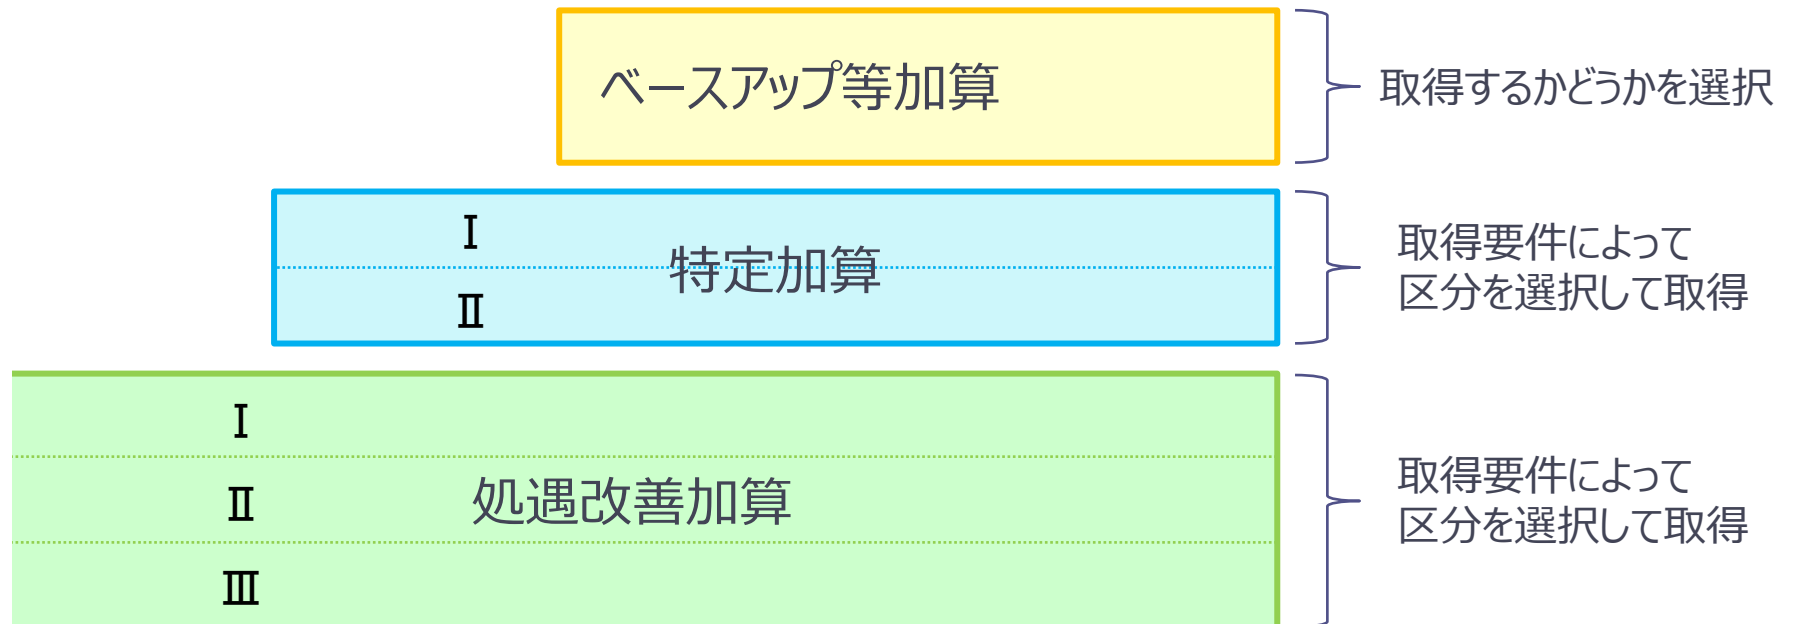 ベースアップ等加算
取得するかどうかを選択
Ⅰ
特定加算
Ⅱ
取得要件によって
区分を選択して取得
Ⅰ
Ⅱ
処遇改善加算
Ⅲ
取得要件によって
区分を選択して取得